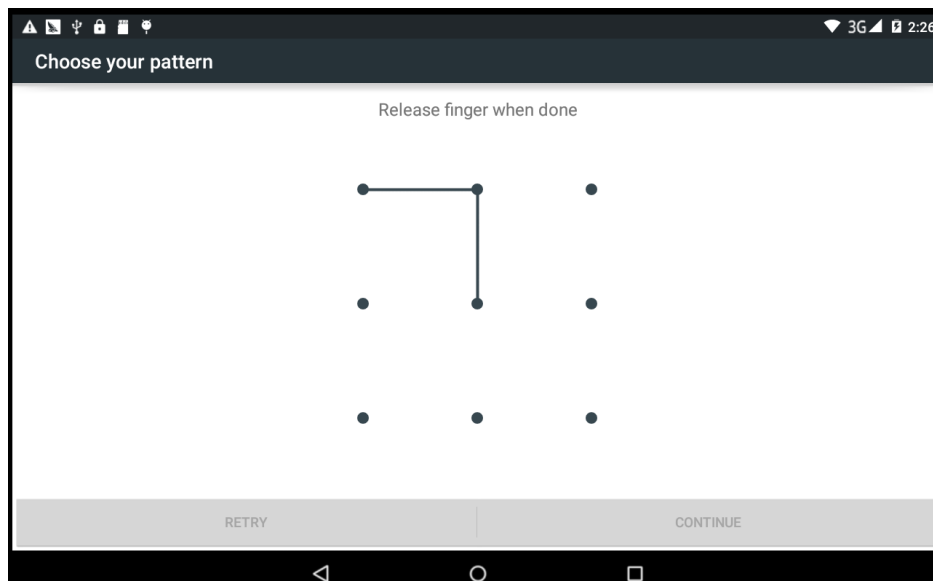 3G 2:26
Choose your pattern
Release finger when done
RETRY CONTINUE